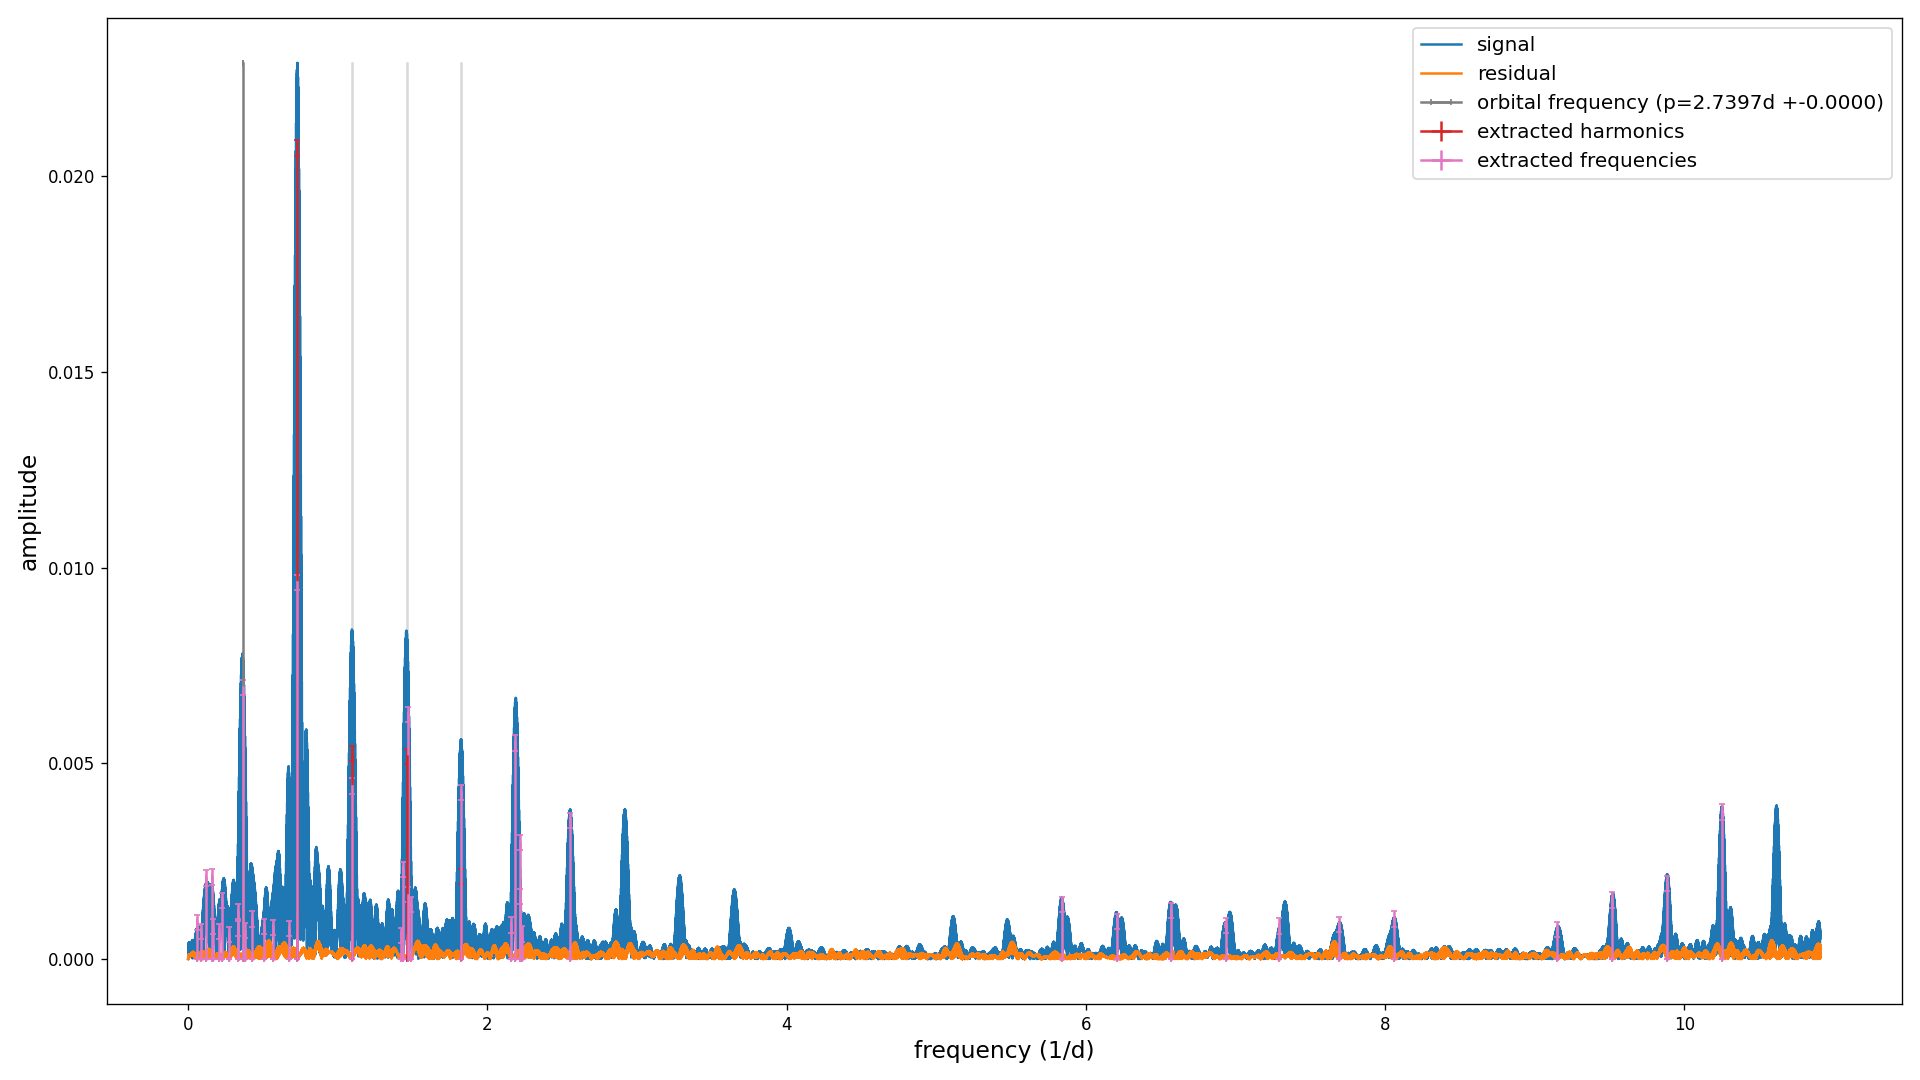 signal
residual
orbital frequency (p=2.7397d +-0.0000)
extracted harmonics
extracted frequencies
0.020
0.015
0.010
0.005
0.000
amplitude
0 2 4 6 8 10
frequency (1/d)